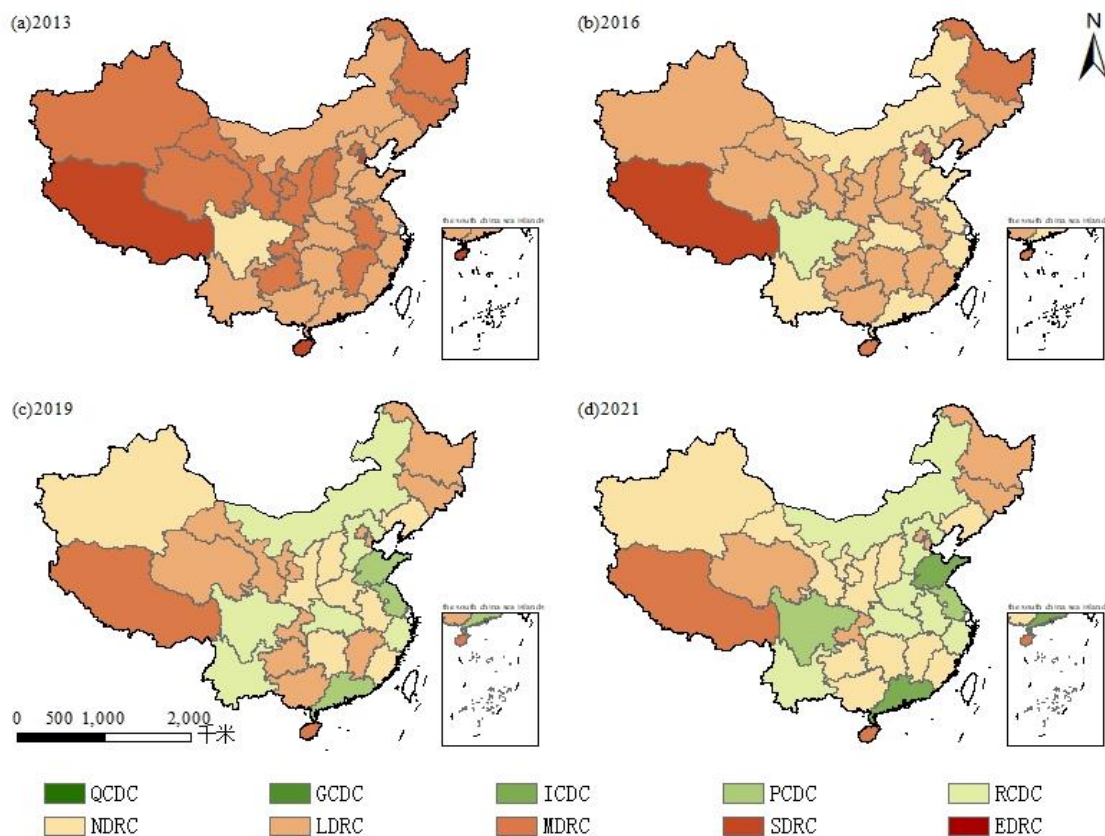 (a)2013
(b)2016
N
the south china sea islands
the south china sea islands
(c)2019
(d)2021
the south china sea islands
the south china sea islands
0 500 1,000 2,000
千米
QCDC GCDC ICDC PCDC RCDC
NDRC LDRC MDRC SDRC EDRC